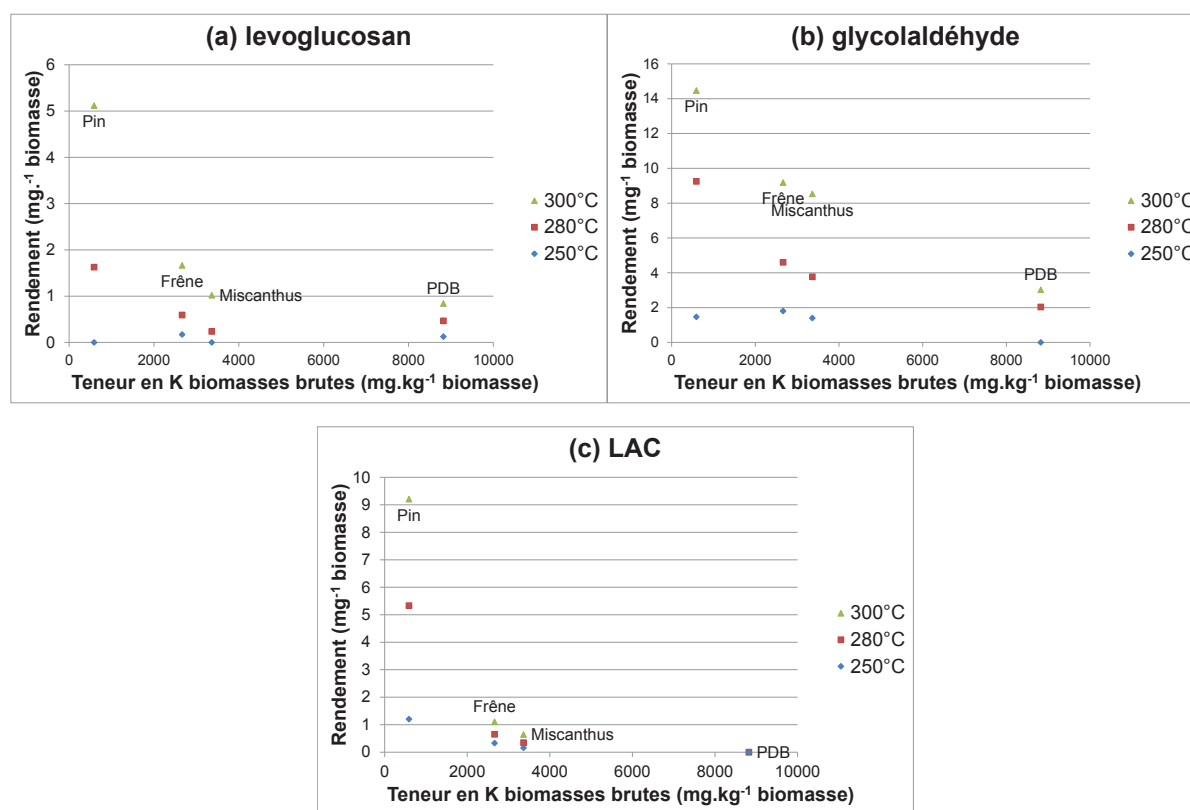 (a) levoglucosan
Rendement (mg.-1 biomasse)
6
5
4
3
2
1
0
Pin
Frêne
Miscanthus
PDB
300°C
280°C
250°C
0 2000 4000 6000 8000 10000
Teneur en K biomasses brutes (mg.kg-1 biomasse)
(b) glycolaldéhyde
Rendement (mg-1 biomasse)
16
14
12
10
8
6
4
2
0
Pin
Frêne
Miscanthus
PDB
300°C
280°C
250°C
0 2000 4000 6000 8000 10000
Teneur en K biomasses brutes (mg.kg-1 biomasse)
(c) LAC
Rendement (mg-1 biomasse)
10
9
8
7
6
5
4
3
2
1
0
Pin
Frêne
Miscanthus
PDB
300°C
280°C
250°C
0 2000 4000 6000 8000 10000
Teneur en K biomasses brutes (mg.kg-1 biomasse)